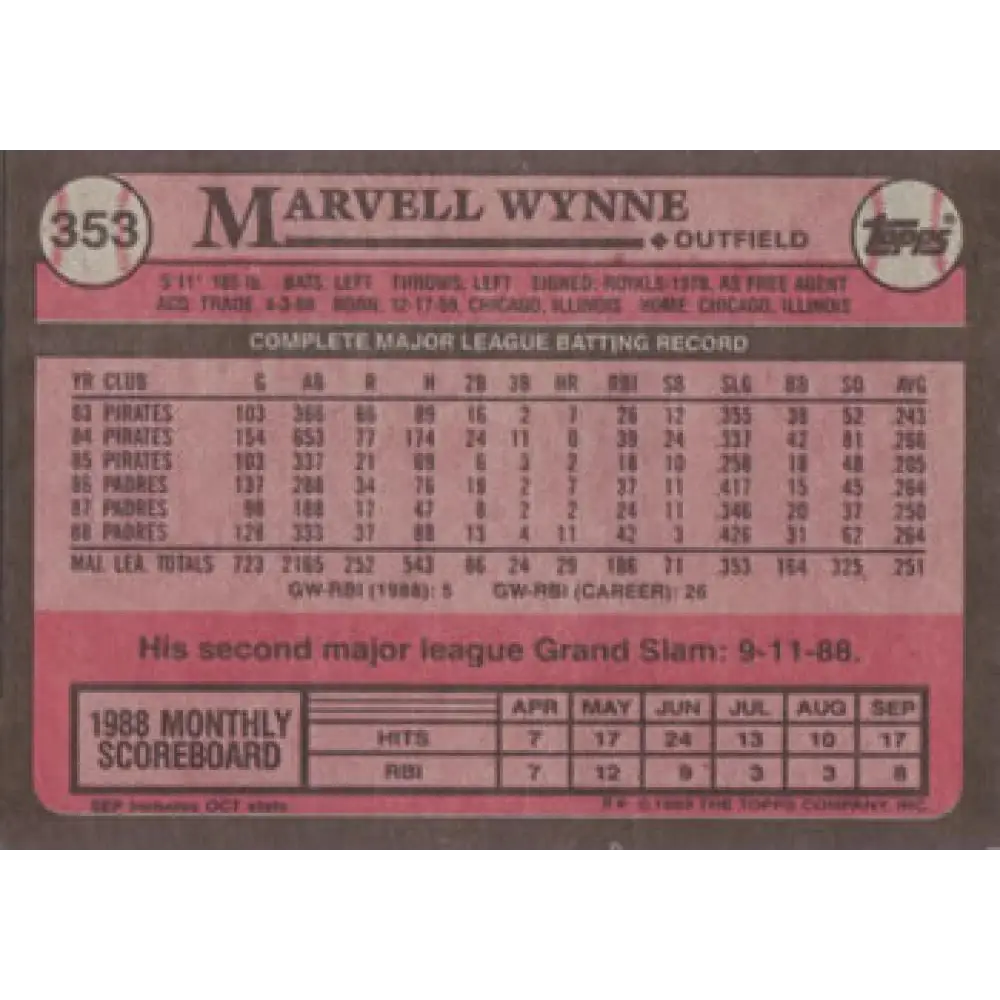 353
MARVELL WYNNE
OUTFIELD
TOPPS®
5'11" 185 lb. BATS: LEFT THROWS: LEFT SIGNED: ROYALS-1978, AS FREE AGENT
ACQ: TRADE, BORN: 12-17-59, CHICAGO, ILLINOIS HOME: CHICAGO, ILLINOIS
COMPLETE MAJOR LEAGUE BATTING RECORD
YR CLUB G AB R H 2B 3B HR RBI SB SLG BB SO AVG
83 PIRATES 103 366 66 89 16 2 7 26 12 .355 38 52 .243
84 PIRATES 154 653 77 174 24 11 0 39 24 .337 42 81 .266
85 PIRATES 103 337 21 69 6 3 2 18 10 .258 18 48 .205
86 PADRES 137 288 34 76 19 2 7 37 11 .417 15 45 .264
87 PADRES 98 188 17 47 8 2 2 24 11 .346 20 37 .250
88 PADRES 128 333 37 88 13 4 11 42 3 .426 31 62 .264
MAJ. LEA. TOTALS 723 2165 252 543 86 24 29 186 71 .353 164 325 .251
GW-RBI (1988): 5 GW-RBI (CAREER): 26
His second major league Grand Slam: 9-11-88.
1988 MONTHLY
SCOREBOARD
APR MAY JUN JUL AUG SEP
HITS 7 17 24 13 10 17
RBI 7 12 9 3 3 8
SEP includes OCT stats
© 1989 THE TOPPS COMPANY, INC.